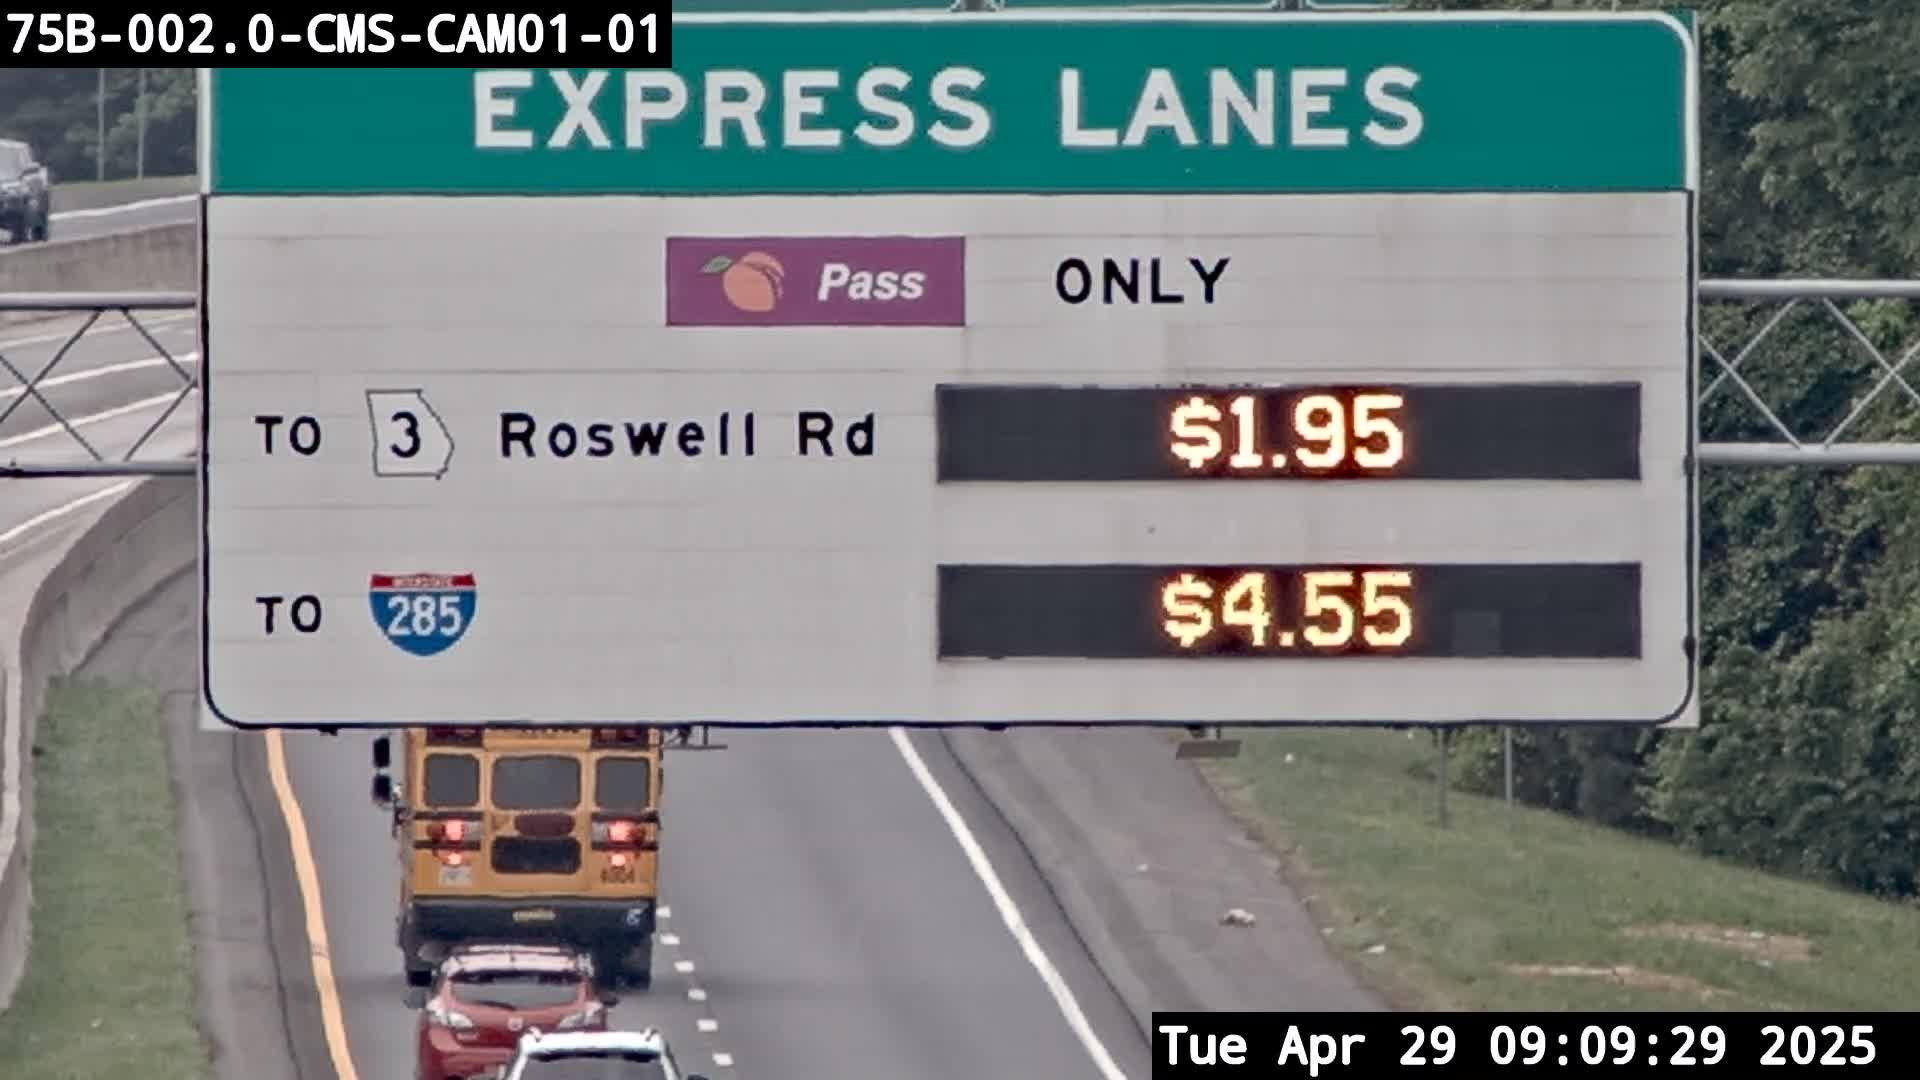 75B-002.0-CMS-CAM01-01
EXPRESS LANES
Pass ONLY
TO 3 Roswell Rd $1.95
TO INTERSTATE 285 $4.55
Tue Apr 29 09:09:29 2025